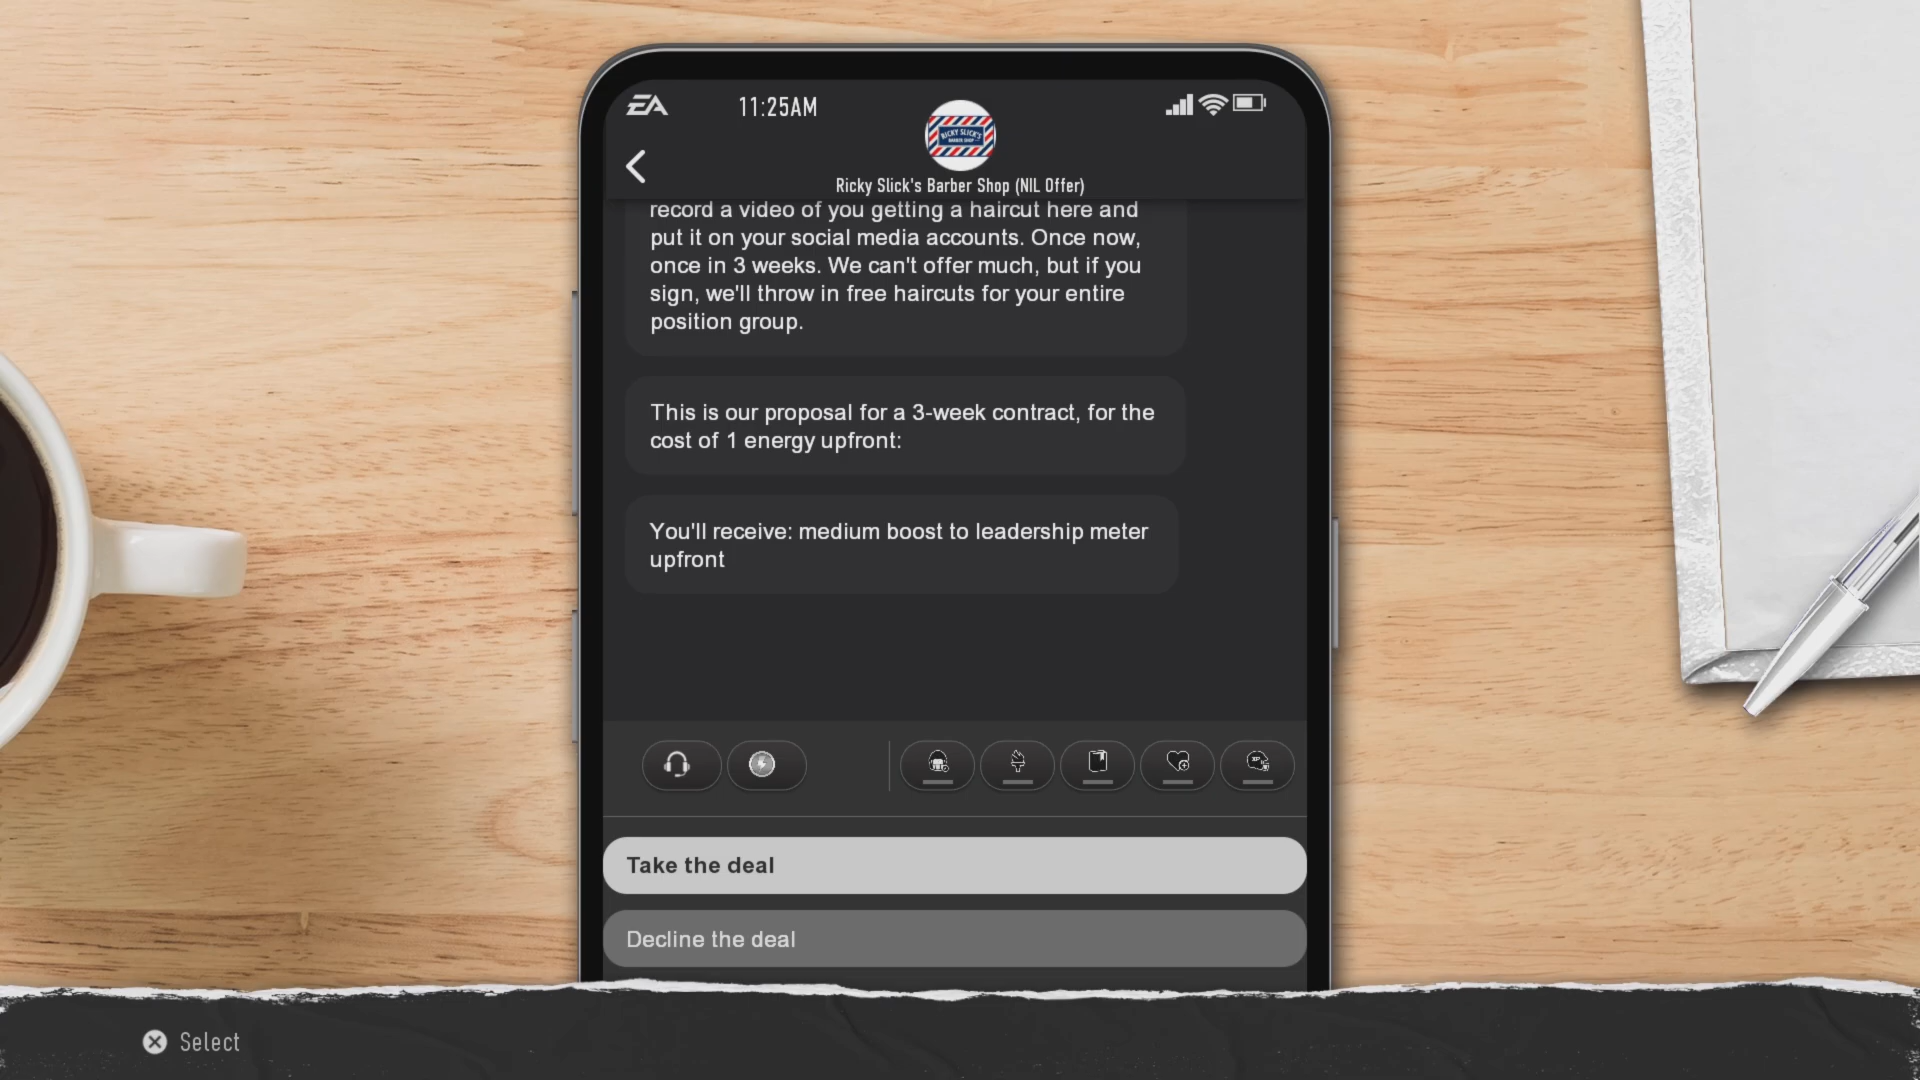 EA
11:25AM
RICKY SLICK'S
BARBER SHOP
Ricky Slick's Barber Shop (NIL Offer)
record a video of you getting a haircut here and
put it on your social media accounts. Once now,
once in 3 weeks. We can't offer much, but if you
sign, we'll throw in free haircuts for your entire
position group.
This is our proposal for a 3-week contract, for the
cost of 1 energy upfront:
You'll receive: medium boost to leadership meter
upfront
Take the deal
Decline the deal
Select